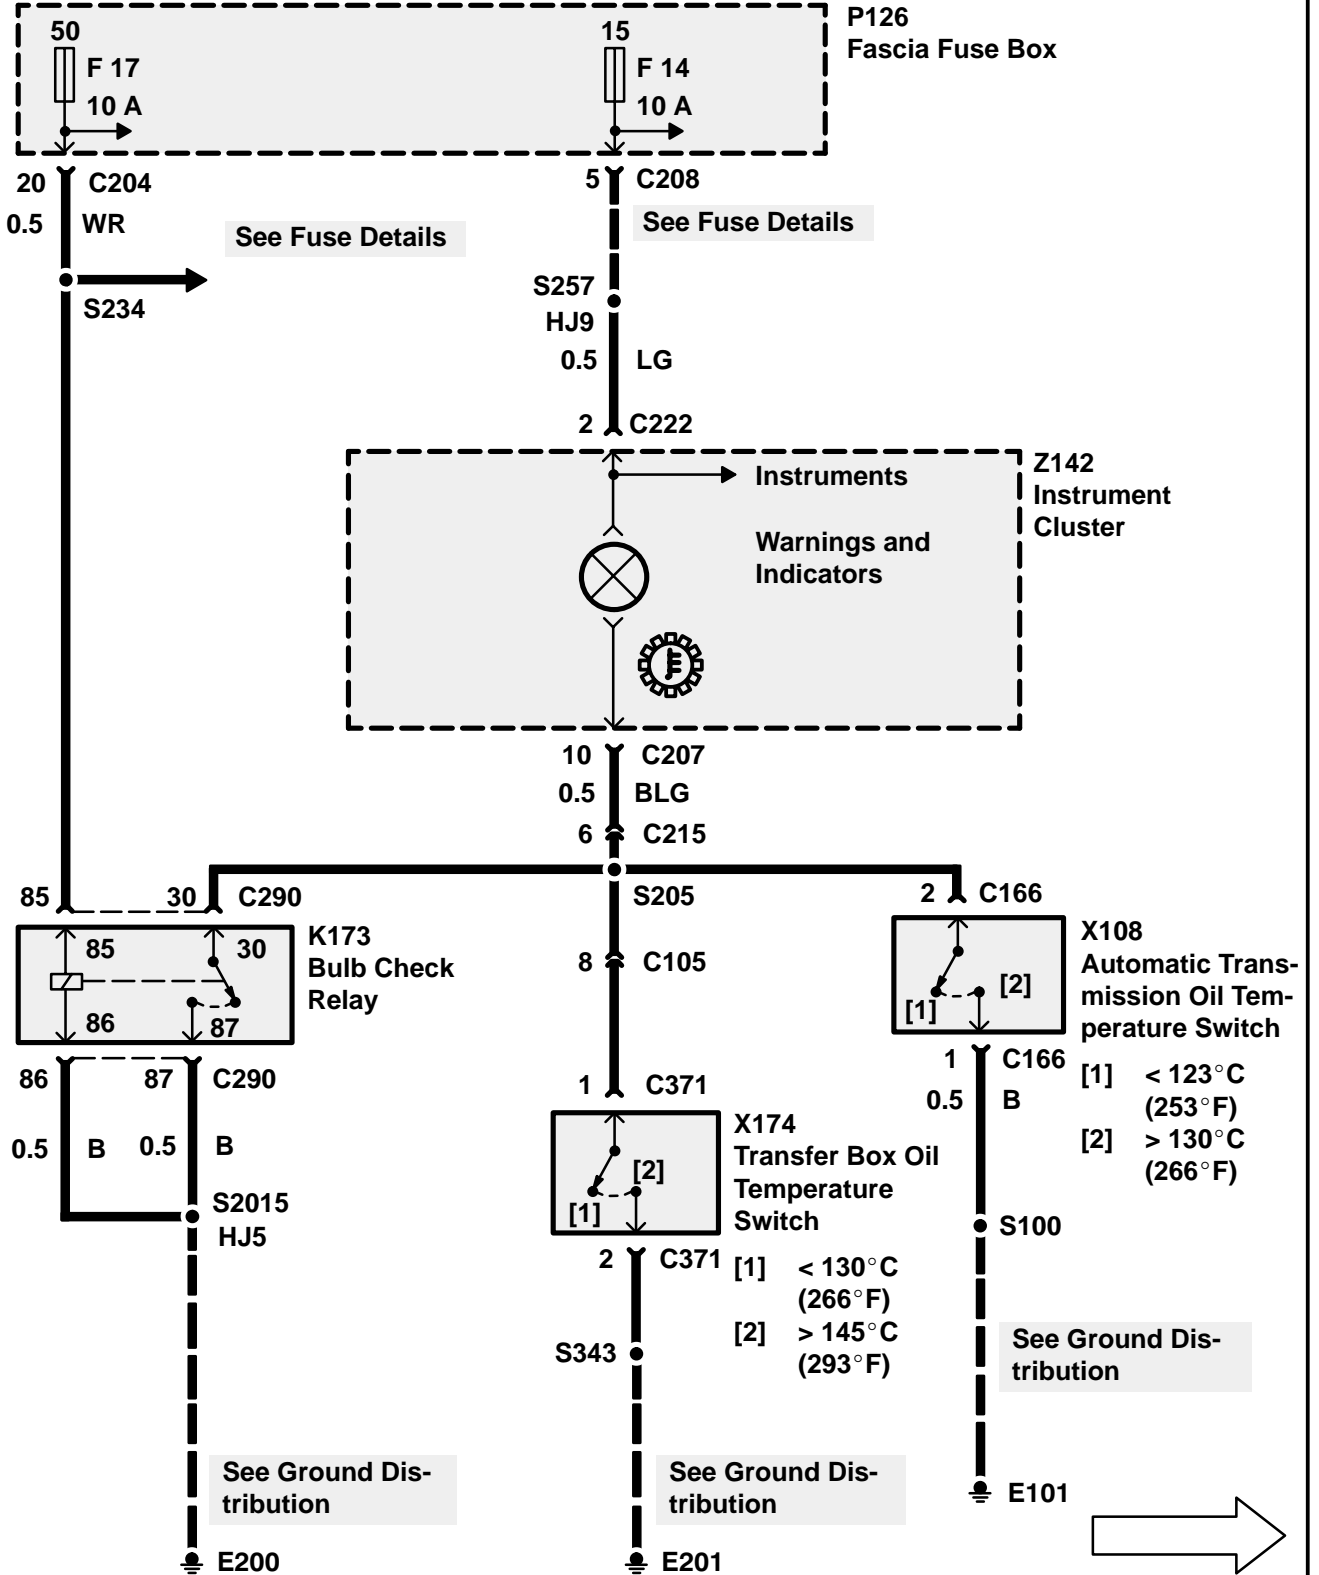 P126
Fascia Fuse Box
50
F 17
10 A
15
F 14
10 A
20 C204
0.5 WR
See Fuse Details
S234
5 C208
See Fuse Details
S257
HJ9
0.5 LG
2 C222
Z142
Instrument
Cluster
Instruments
Warnings and
Indicators
10 C207
0.5 BLG
6 C215
S205
85 30 C290
K173
Bulb Check
Relay
85 30
86 87
86 87 C290
0.5 B 0.5 B
S2015
HJ5
See Ground Dis-
tribution
E200
8 C105
1 C371
X174
Transfer Box Oil
Temperature
Switch
[2]
[1]
2 C371
[1] < 130°C
(266°F)
[2] > 145°C
(293°F)
S343
See Ground Dis-
tribution
E201
2 C166
X108
Automatic Trans-
mission Oil Tem-
perature Switch
[2]
[1]
1 C166
0.5 B
[1] < 123°C
(253°F)
[2] > 130°C
(266°F)
S100
See Ground Dis-
tribution
E101